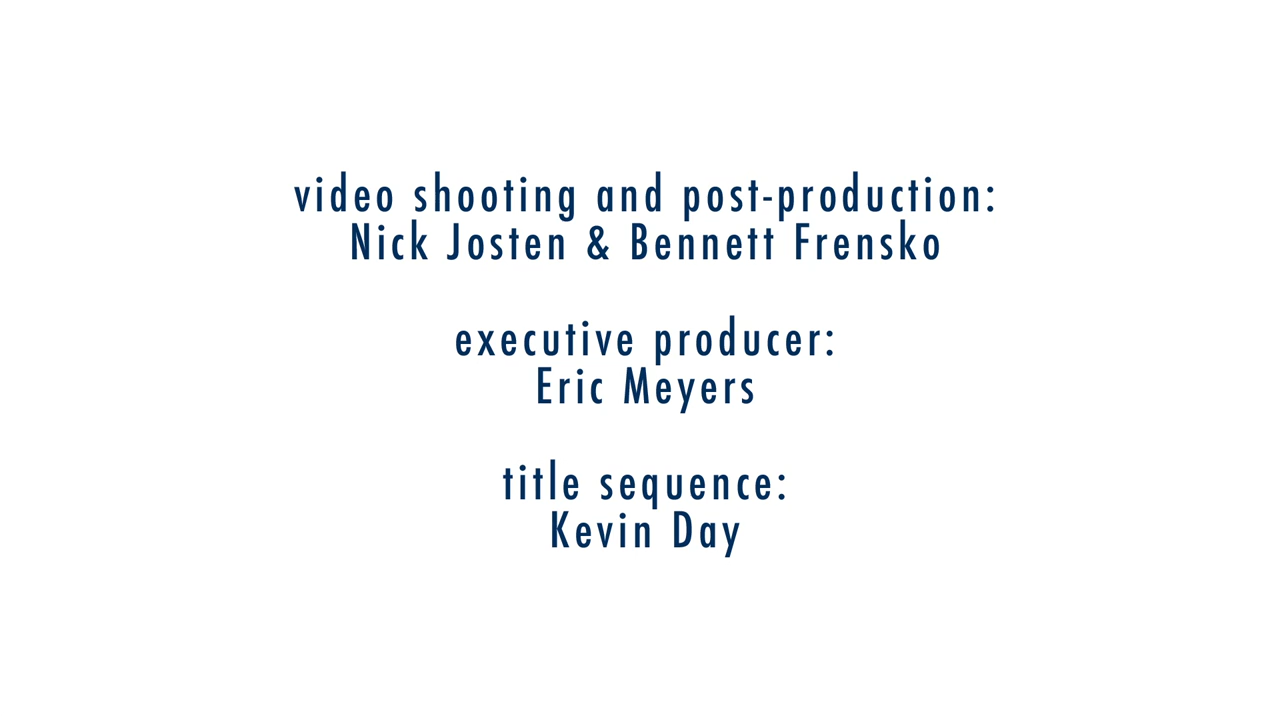 video shooting and post-production:
Nick Josten & Bennett Frensko
executive producer:
Eric Meyers
title sequence:
Kevin Day